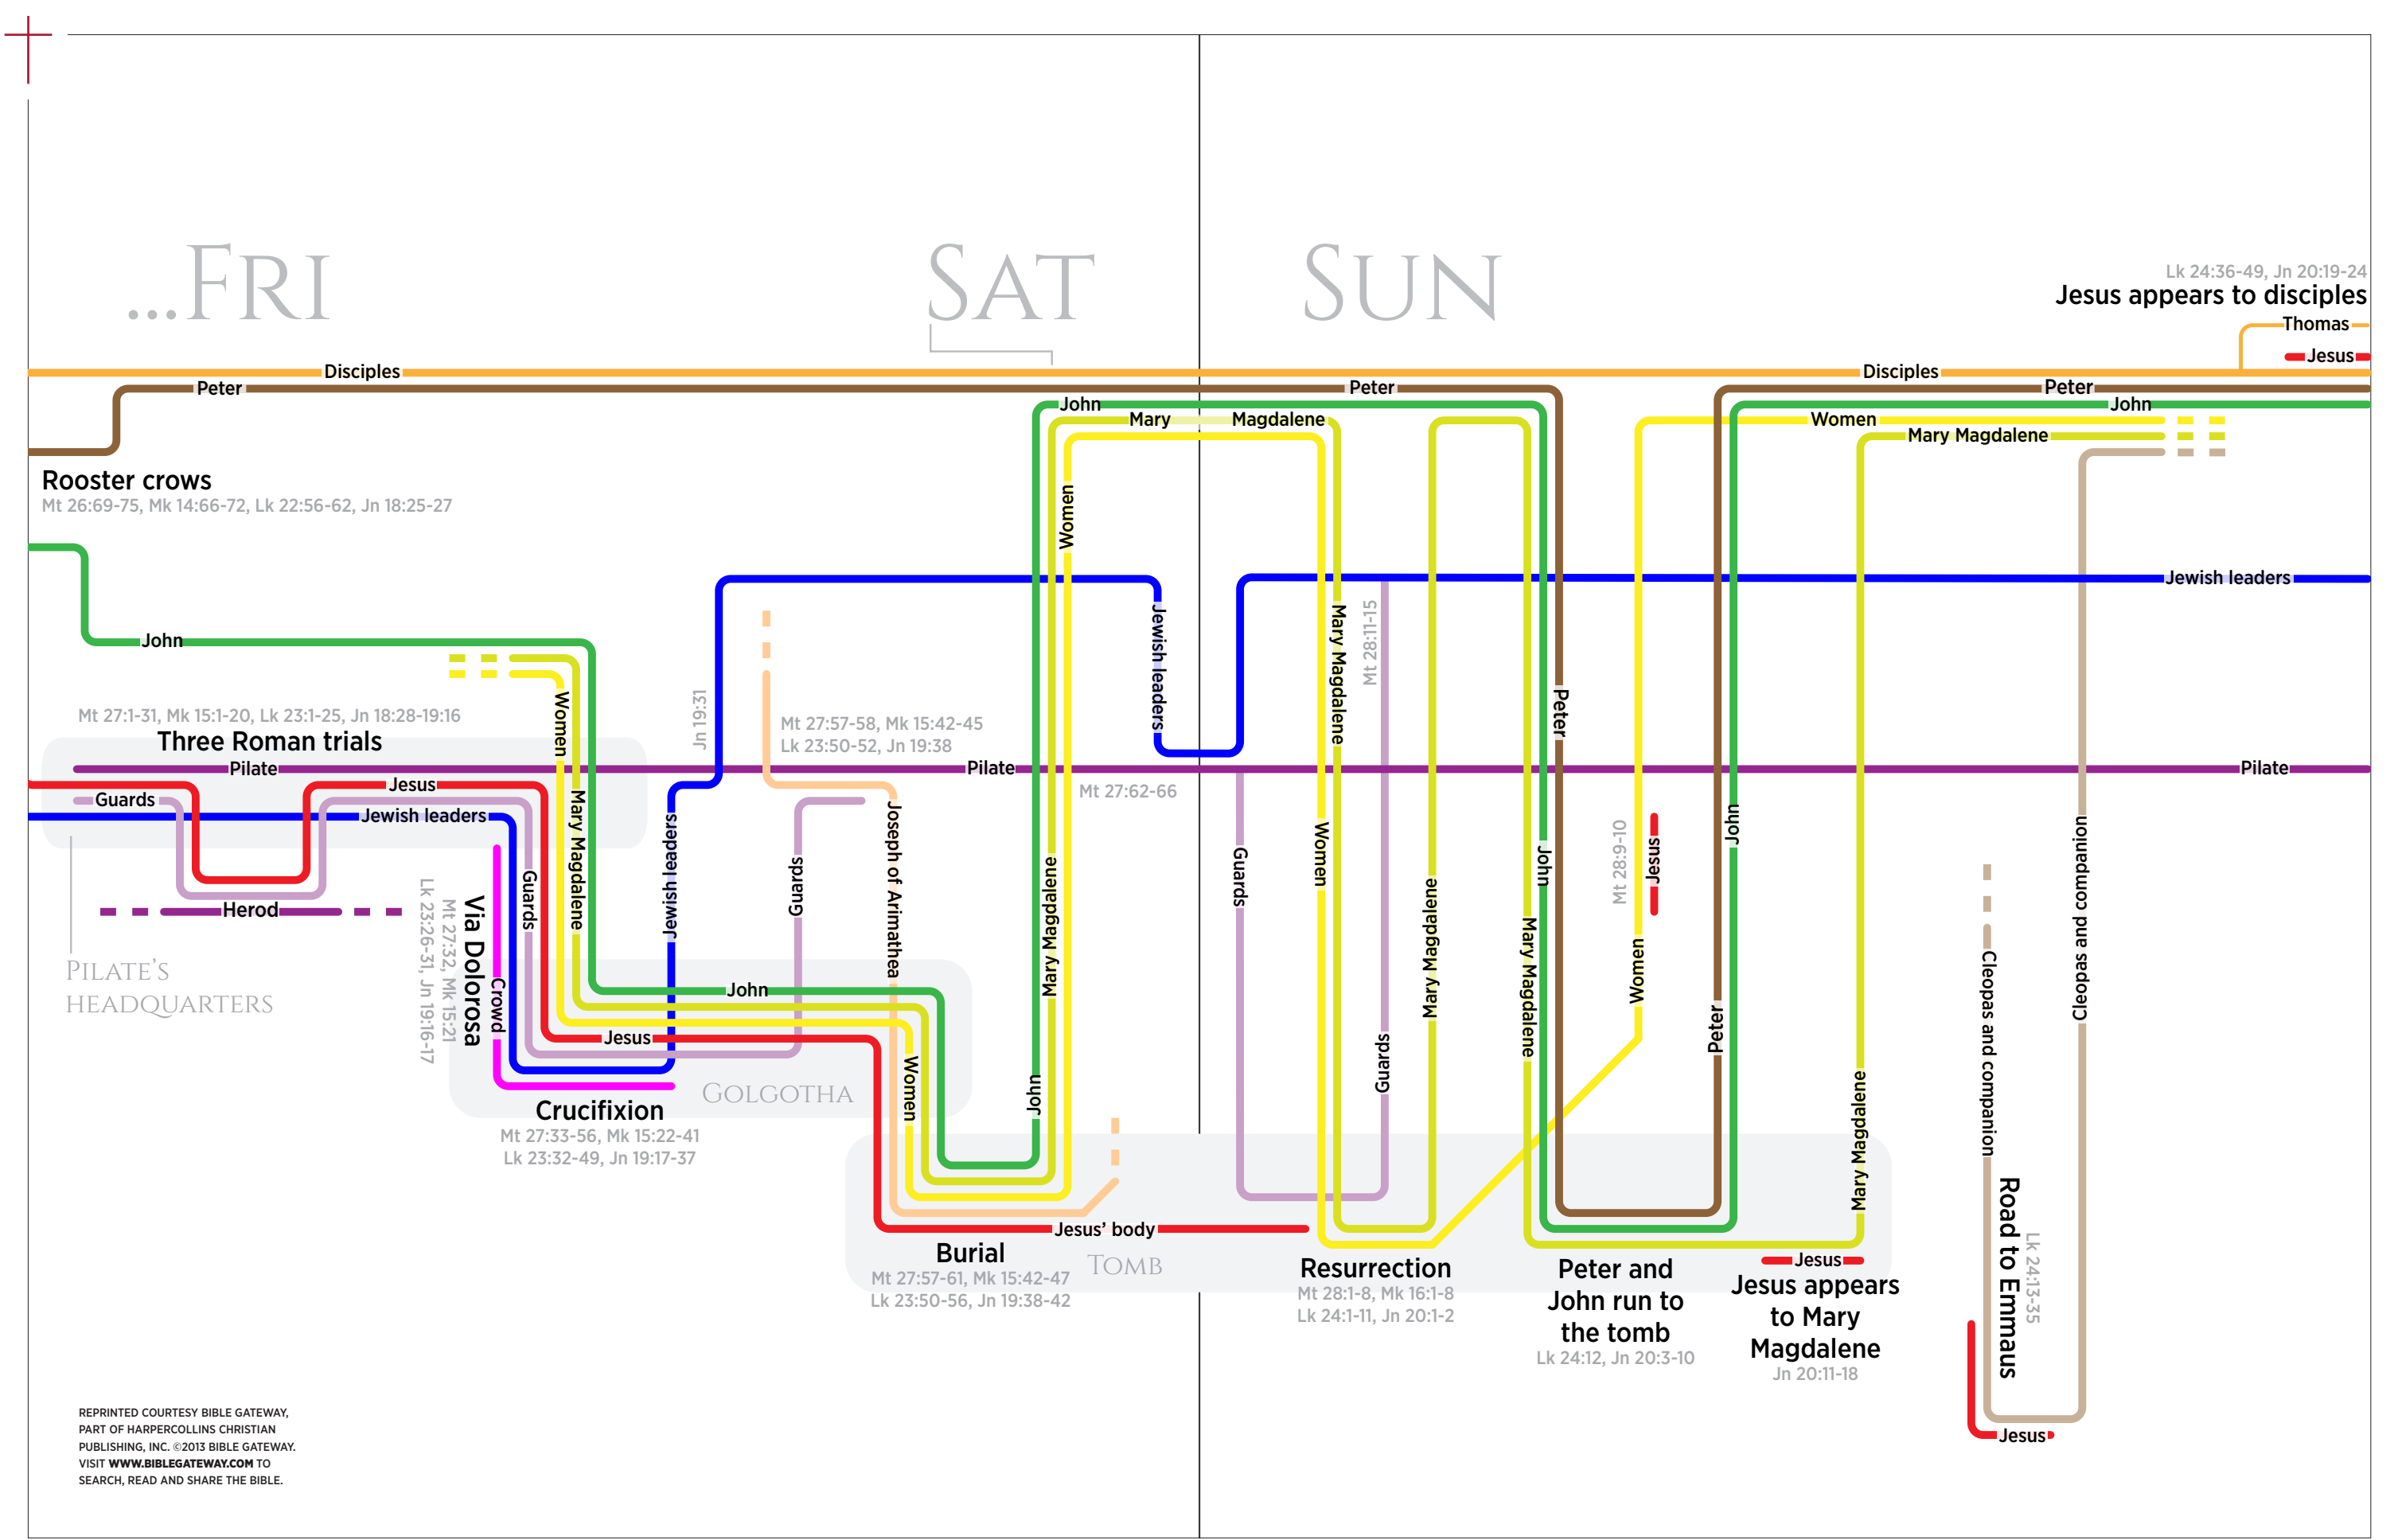 ...Fri
Sat
Sun
Lk 24:36-49, Jn 20:19-24
Jesus appears to disciples
Thomas
Jesus
Disciples
Disciples
Peter
Peter
Peter
John
John
Mary Magdalene
Women
Mary Magdalene
Rooster crows
Mt 26:69-75, Mk 14:66-72, Lk 22:56-62, Jn 18:25-27
Women
Jewish leaders
John
Jewish leaders
Mary Magdalene
Mt 28:11-15
Women
Jn 19:31
Peter
Mt 27:1-31, Mk 15:1-20, Lk 23:1-25, Jn 18:28-19:16
Three Roman trials
Mt 27:57-58, Mk 15:42-45
Lk 23:50-52, Jn 19:38
Pilate
Pilate
Pilate
Jesus
Guards
Jewish leaders
Mt 27:62-66
Herod
Mary Magdalene
Guards
Jewish leaders
Guards
Joseph of Arimathea
Mary Magdalene
Guards
Women
Mary Magdalene
Mary Magdalene
John
Mt 28:9-10
Jesus
Women
John
Peter
Cleopas and companion
Cleopas and companion
Via Dolorosa
Mt 27:32, Mk 15:21
Lk 23:26-31, Jn 19:16-17
Crowd
Pilate's
headquarters
John
Jesus
Women
John
Guards
Mary Magdalene
Golgotha
Crucifixion
Mt 27:33-56, Mk 15:22-41
Lk 23:32-49, Jn 19:17-37
Jesus' body
Burial
Tomb
Mt 27:57-61, Mk 15:42-47
Lk 23:50-56, Jn 19:38-42
Resurrection
Mt 28:1-8, Mk 16:1-8
Lk 24:1-11, Jn 20:1-2
Peter and
John run to
the tomb
Lk 24:12, Jn 20:3-10
Jesus
Jesus appears
to Mary
Magdalene
Jn 20:11-18
Road to Emmaus
Lk 24:13-35
Jesus
REPRINTED COURTESY BIBLE GATEWAY,
PART OF HARPERCOLLINS CHRISTIAN
PUBLISHING, INC. ©2013 BIBLE GATEWAY.
VISIT WWW.BIBLEGATEWAY.COM TO
SEARCH, READ AND SHARE THE BIBLE.